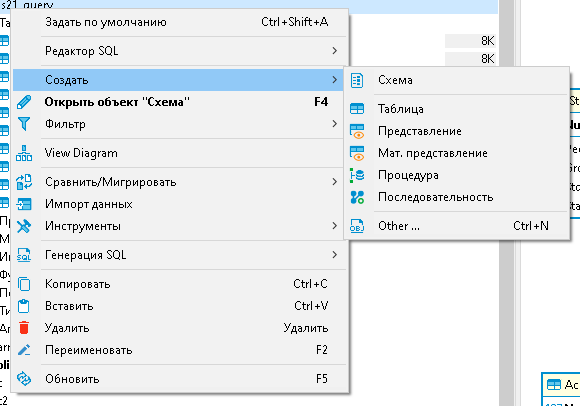 s21_query
Задать по умолчанию Ctrl+Shift+A
Редактор SQL
8K
8K
Создать
Открыть объект "Схема" F4
Фильтр
View Diagram
Сравнить/Мигрировать
Импорт данных
Инструменты
Генерация SQL
Копировать Ctrl+C
Вставить Ctrl+V
Удалить Удалить
Переименовать F2
Обновить F5
Схема
Таблица
Представление
Мат. представление
Процедура
Последовательность
Other ... Ctrl+N